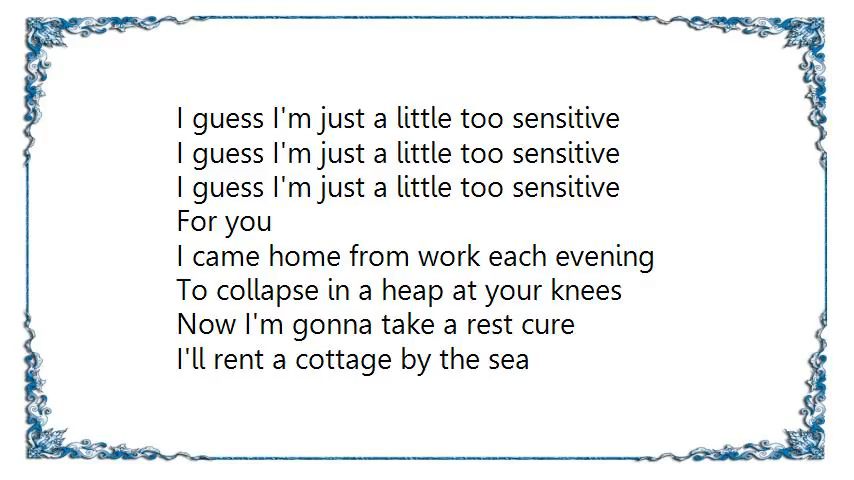 I guess I'm just a little too sensitive
I guess I'm just a little too sensitive
I guess I'm just a little too sensitive
For you
I came home from work each evening
To collapse in a heap at your knees
Now I'm gonna take a rest cure
I'll rent a cottage by the sea